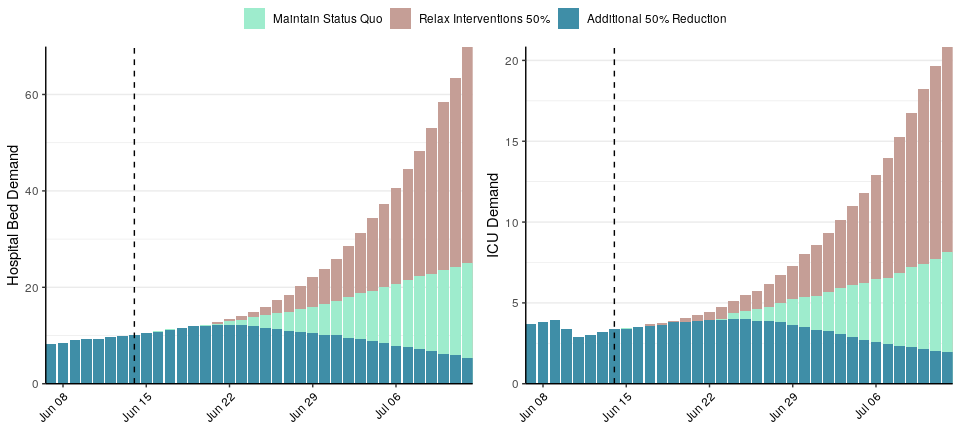 Maintain Status Quo Relax Interventions 50% Additional 50% Reduction
Hospital Bed Demand
60
40
20
0
Jun 08 Jun 15 Jun 22 Jun 29 Jul 06
ICU Demand
20
15
10
5
0
Jun 08 Jun 15 Jun 22 Jun 29 Jul 06